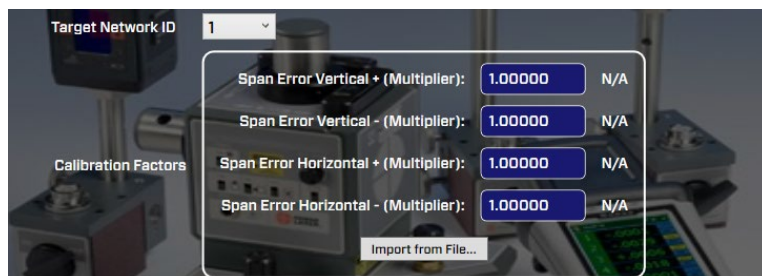 Target Network ID 1
Span Error Vertical + (Multiplier): 1.00000 N/A
Span Error Vertical - (Multiplier): 1.00000 N/A
Calibration Factors
Span Error Horizontal + (Multiplier): 1.00000 N/A
Span Error Horizontal - (Multiplier): 1.00000 N/A
Import from File...